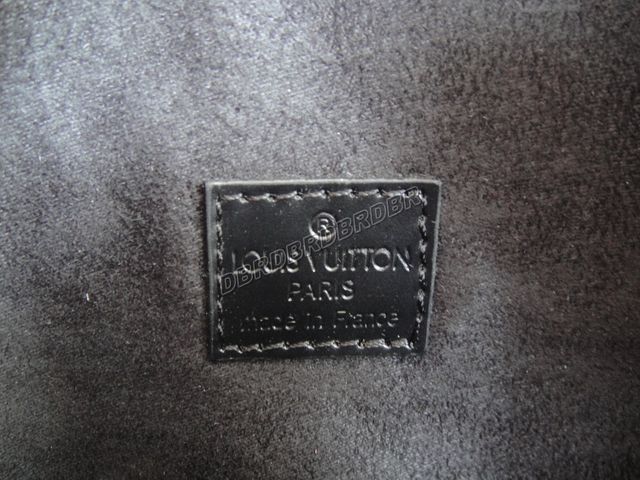 ®
LOUIS VUITTON
PARIS
made in France
DBRDBRDBRDBRDBR